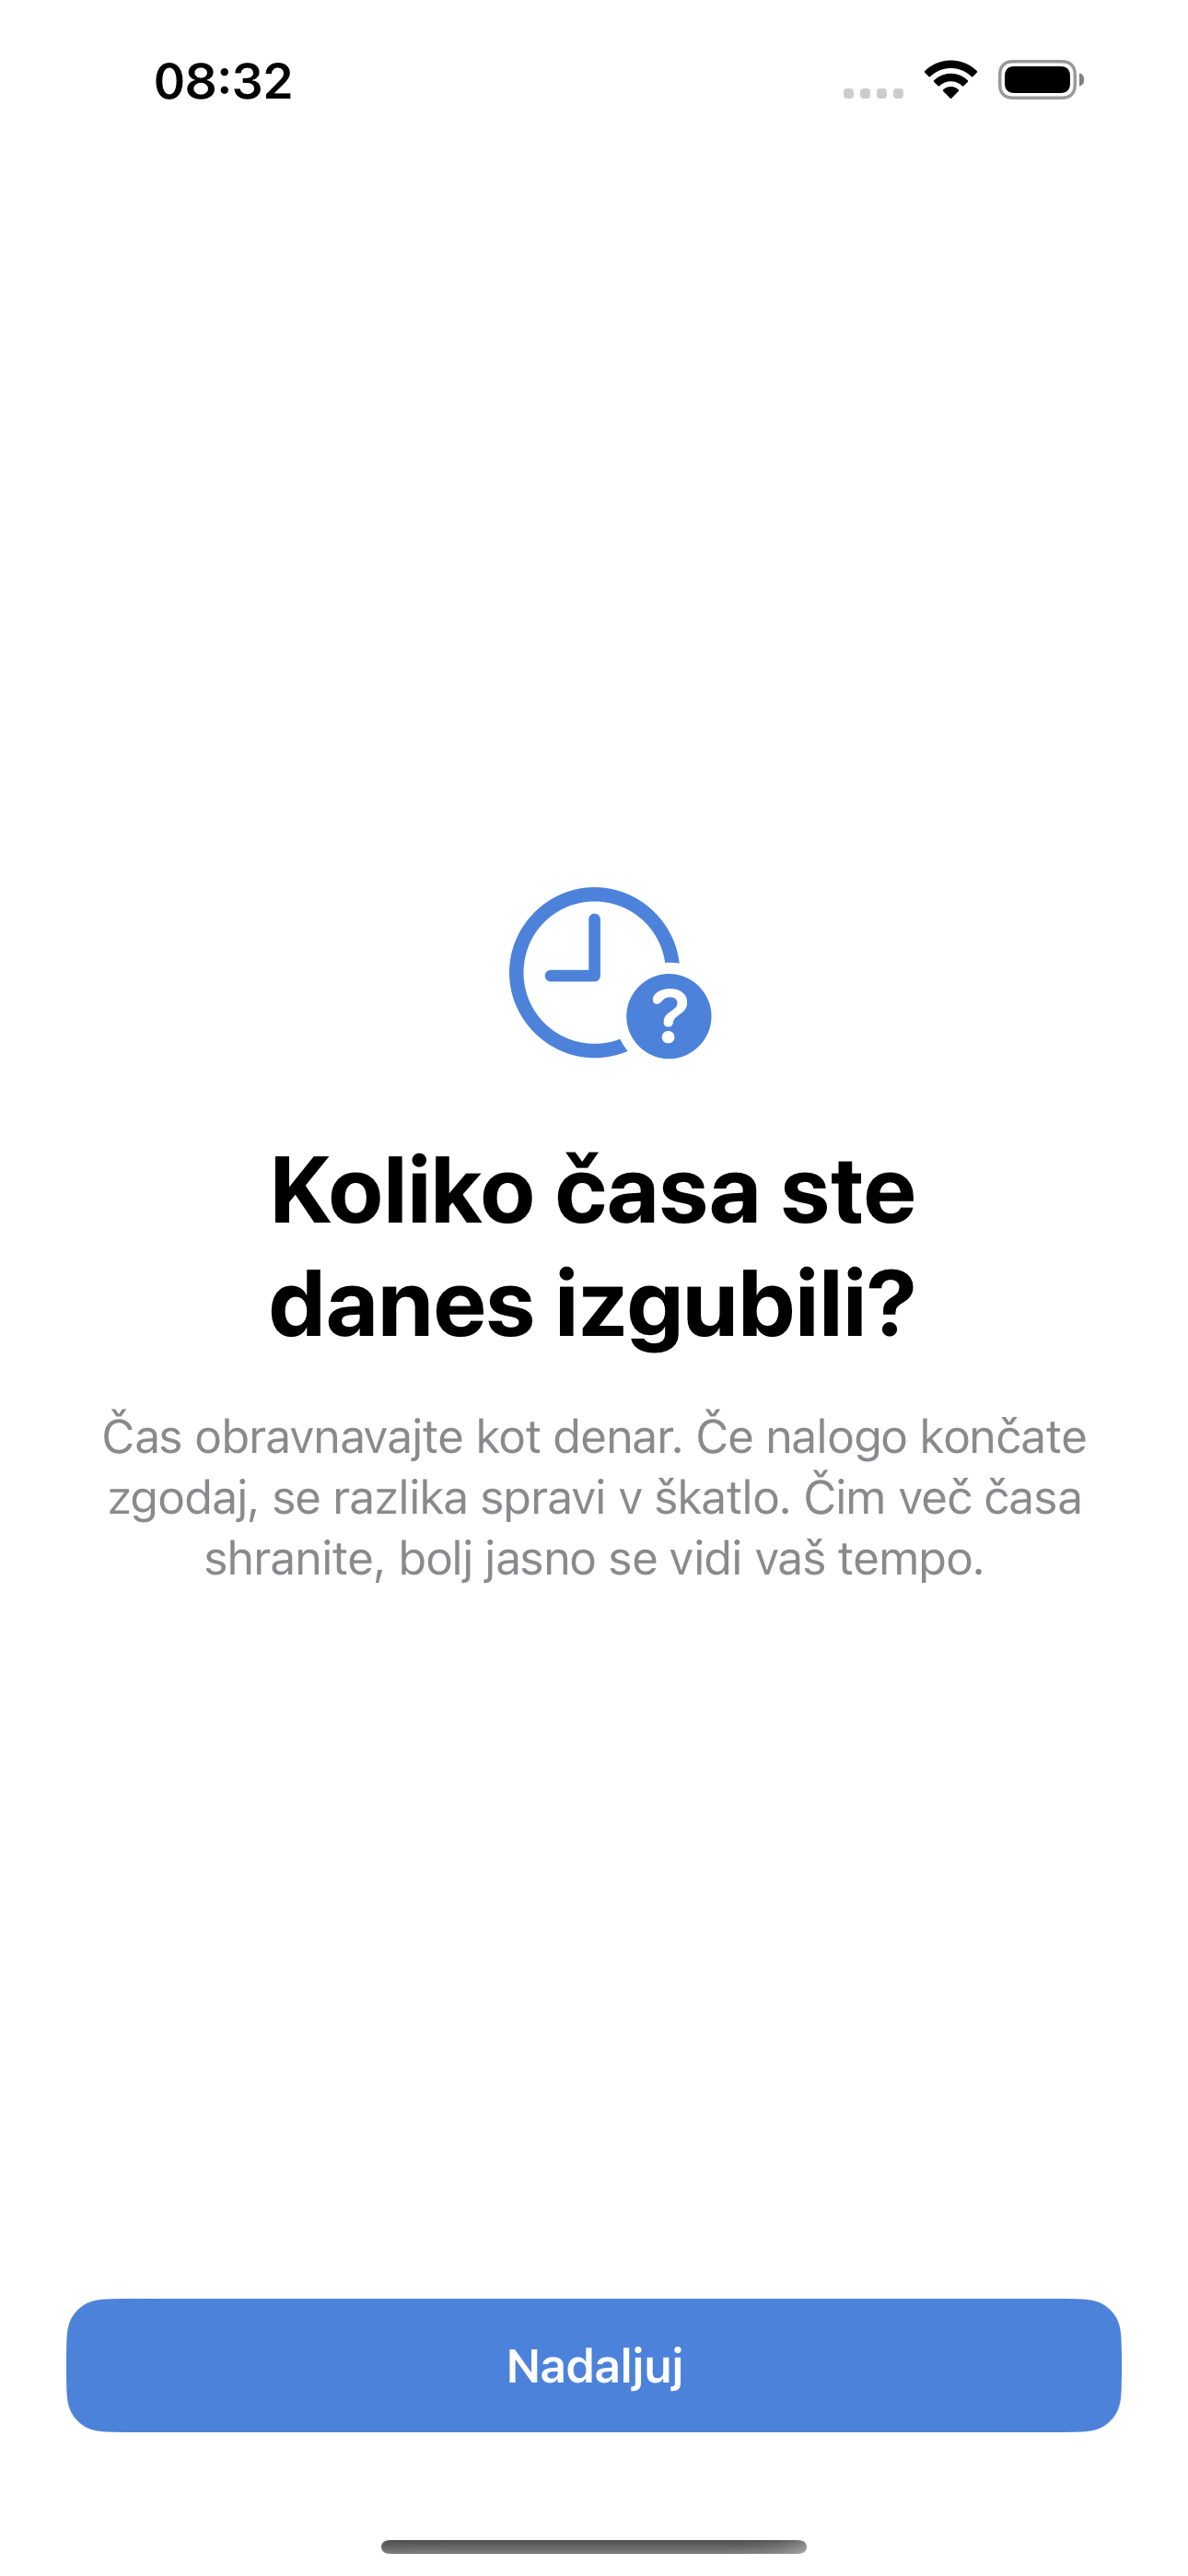 08:32
?
Koliko časa ste
danes izgubili?
Čas obravnavajte kot denar. Če nalogo končate
zgodaj, se razlika spravi v škatlo. Čim več časa
shranite, bolj jasno se vidi vaš tempo.
Nadaljuj